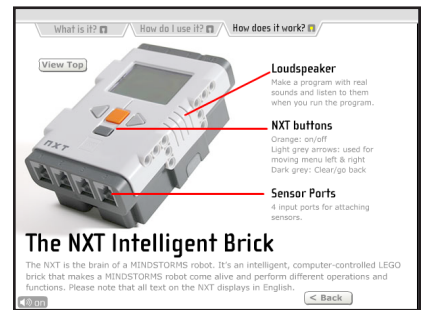 What is it?
How do I use it?
How does it work?
View Top
Loudspeaker
Make a program with real
sounds and listen to them
when you run the program.
NXT buttons
Orange: on/off
Light grey arrows: used for
moving menu left & right
Dark grey: Clear/go back
NXT
Sensor Ports
4 input ports for attaching
sensors.
The NXT Intelligent Brick
The NXT is the brain of a MINDSTORMS robot. It's an intelligent, computer-controlled LEGO
brick that makes a MINDSTORMS robot come alive and perform different operations and
functions. Please note that all text on the NXT displays in English.
on
< Back